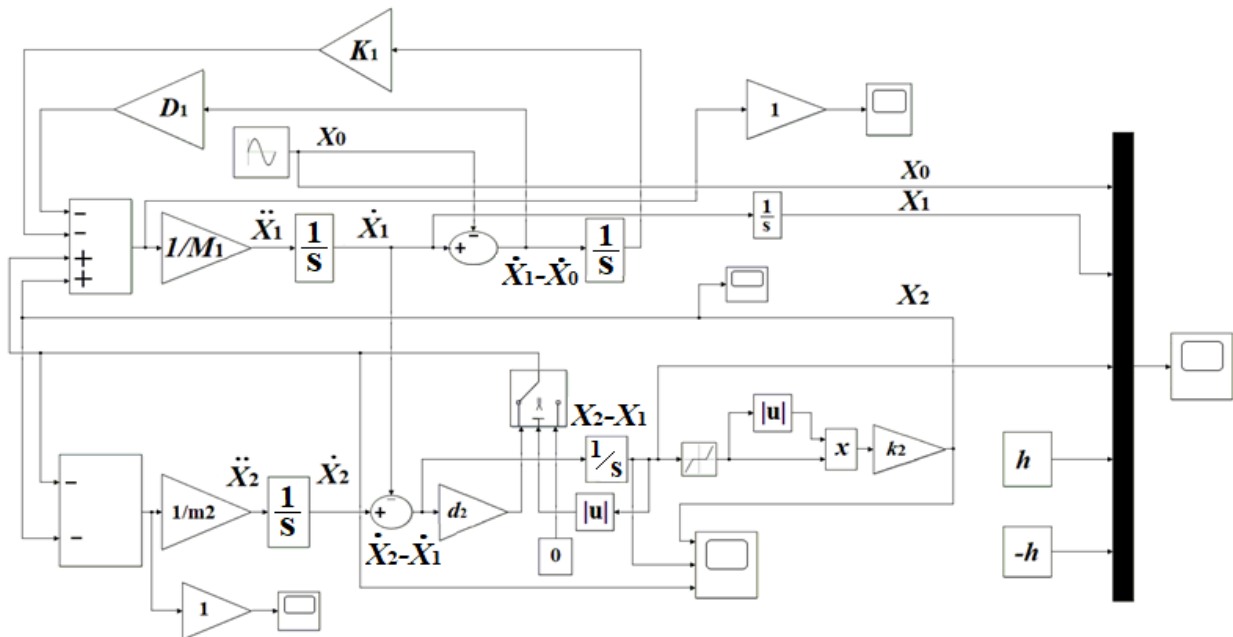 K1
D1
1
X0
X0
X1
−
−
+
+
1/M1
Ẍ1
1/s
Ẋ1
−
+
1/s
1/s
Ẋ1-Ẋ0
X2
X2-X1
|u|
−
−
1/m2
Ẍ2
1/s
Ẋ2
−
+
d2
1/s
x
k2
h
|u|
Ẋ2-Ẋ1
0
-h
1